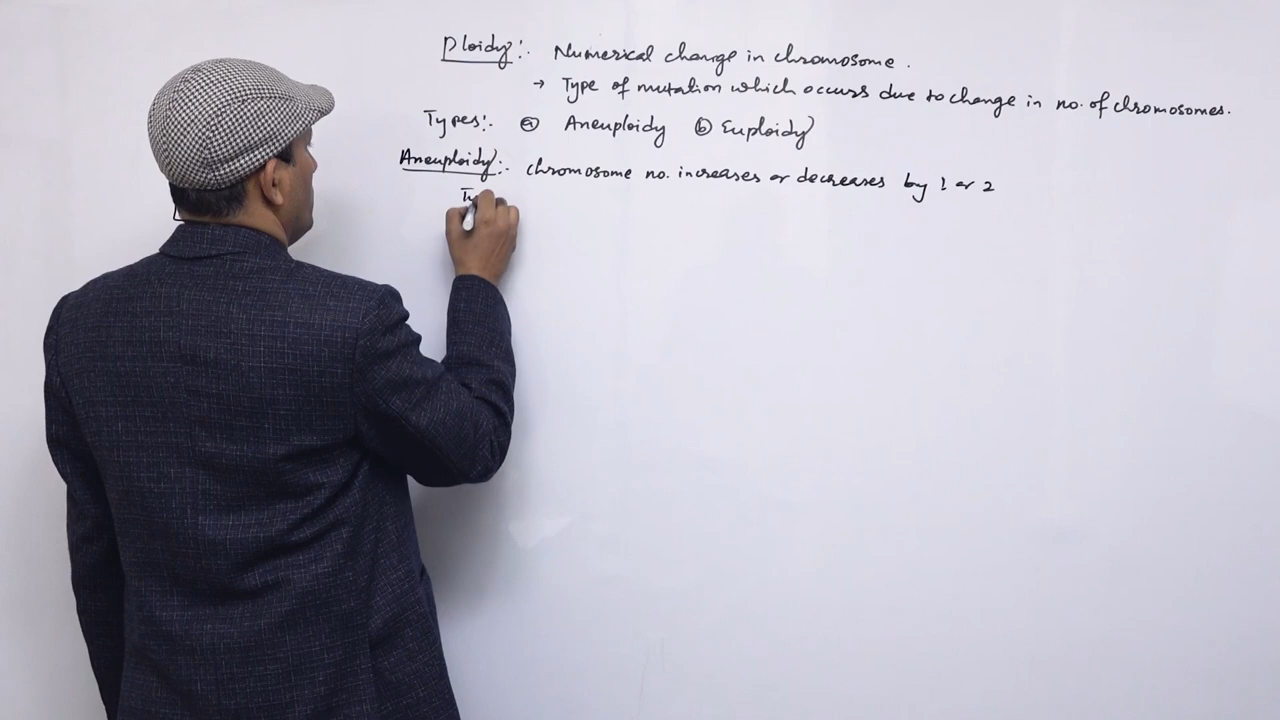 Ploidy:- Numerical change in chromosome.
→ Type of mutation which occurs due to change in no. of chromosomes.
Types:- ⓐ Aneuploidy ⓑ Euploidy
Aneuploidy:- chromosome no. increases or decreases by 1 or 2
Ty